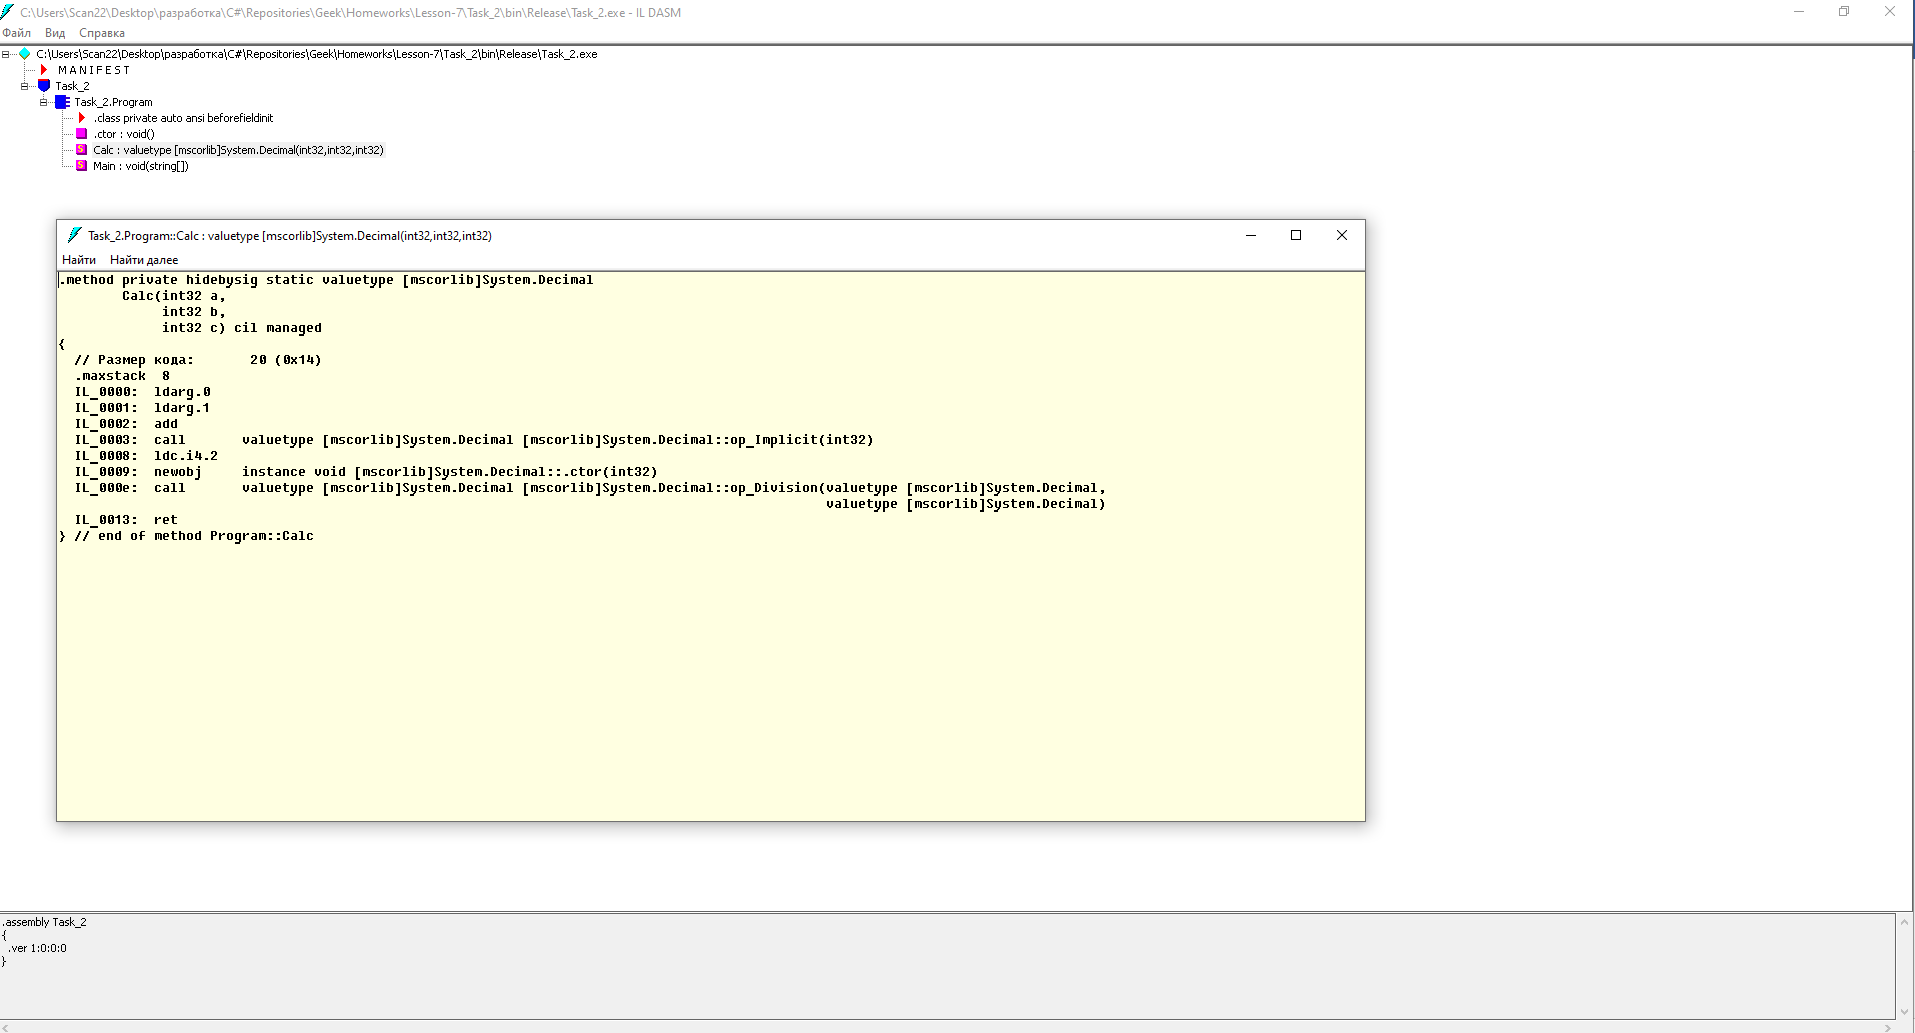 C:\Users\Scan22\Desktop\разработка\C#\Repositories\Geek\Homeworks\Lesson-7\Task_2\bin\Release\Task_2.exe - IL DASM
Файл Вид Справка
C:\Users\Scan22\Desktop\разработка\C#\Repositories\Geek\Homeworks\Lesson-7\Task_2\bin\Release\Task_2.exe
M A N I F E S T
Task_2
Task_2.Program
.class private auto ansi beforefieldinit
.ctor : void()
S Calc : valuetype [mscorlib]System.Decimal(int32,int32,int32)
S Main : void(string[])
Task_2.Program::Calc : valuetype [mscorlib]System.Decimal(int32,int32,int32)
Найти Найти далее
.method private hidebysig static valuetype [mscorlib]System.Decimal
        Calc(int32 a,
             int32 b,
             int32 c) cil managed
{
  // Размер кода:       20 (0x14)
  .maxstack  8
  IL_0000:  ldarg.0
  IL_0001:  ldarg.1
  IL_0002:  add
  IL_0003:  call       valuetype [mscorlib]System.Decimal [mscorlib]System.Decimal::op_Implicit(int32)
  IL_0008:  ldc.i4.2
  IL_0009:  newobj     instance void [mscorlib]System.Decimal::.ctor(int32)
  IL_000e:  call       valuetype [mscorlib]System.Decimal [mscorlib]System.Decimal::op_Division(valuetype [mscorlib]System.Decimal,
                                                                                                valuetype [mscorlib]System.Decimal)
  IL_0013:  ret
} // end of method Program::Calc
.assembly Task_2
{
  .ver 1:0:0:0
}